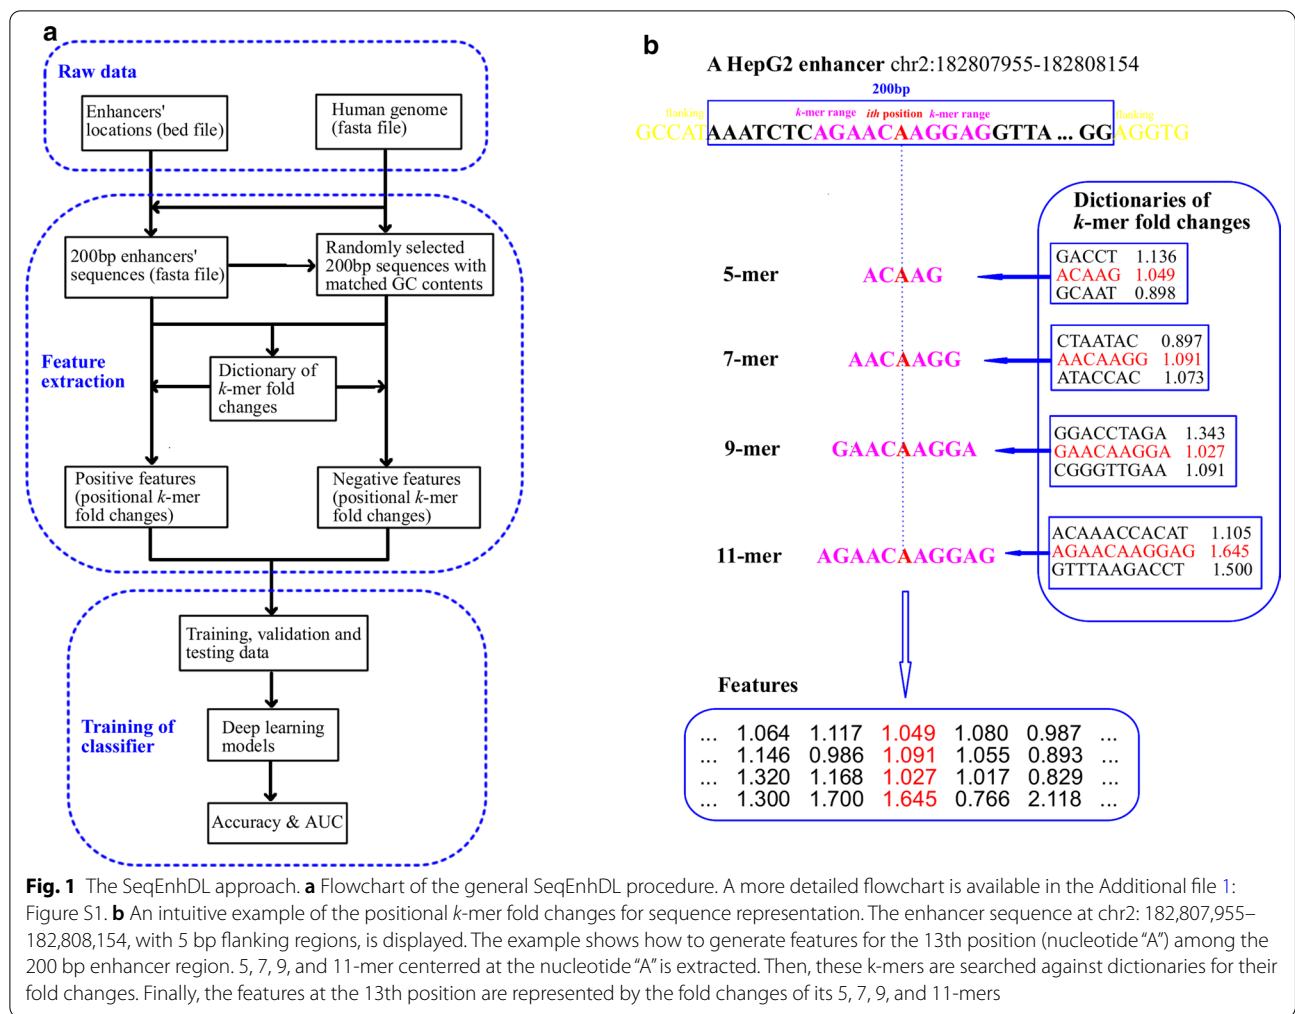 a
Raw data
Enhancers'
locations (bed file)
Human genome
(fasta file)
200bp enhancers'
sequences (fasta file)
Randomly selected
200bp sequences with
matched GC contents
Feature
extraction
Dictionary of
k-mer fold
changes
Positive features
(positional k-mer
fold changes)
Negative features
(positional k-mer
fold changes)
Training, validation and
testing data
Training of
classifier
Deep learning
models
Accuracy & AUC
b
A HepG2 enhancer chr2:182807955-182808154
200bp
flanking k-mer range ith position k-mer range flanking
GCCATAAATCTCAGAACAAGGAGGTTA ... GGAGGTG
Dictionaries of
k-mer fold changes
5-mer
ACAAG
GACCT 1.136
ACAAG 1.049
GCAAT 0.898
7-mer
AACAAGG
CTAATAC 0.897
AACAAGG 1.091
ATACCAC 1.073
9-mer
GAACAAGGA
GGACCTAGA 1.343
GAACAAGGA 1.027
CGGGTTGAA 1.091
11-mer
AGAACAAGGAG
ACAAACCACAT 1.105
AGAACAAGGAG 1.645
GTTTAAGACCT 1.500
Features
... 1.064 1.117 1.049 1.080 0.987 ...
... 1.146 0.986 1.091 1.055 0.893 ...
... 1.320 1.168 1.027 1.017 0.829 ...
... 1.300 1.700 1.645 0.766 2.118 ...
Fig. 1 The SeqEnhDL approach. a Flowchart of the general SeqEnhDL procedure. A more detailed flowchart is available in the Additional file 1:
Figure S1. b An intuitive example of the positional k-mer fold changes for sequence representation. The enhancer sequence at chr2: 182,807,955–
182,808,154, with 5 bp flanking regions, is displayed. The example shows how to generate features for the 13th position (nucleotide “A”) among the
200 bp enhancer region. 5, 7, 9, and 11-mer centerred at the nucleotide “A” is extracted. Then, these k-mers are searched against dictionaries for their
fold changes. Finally, the features at the 13th position are represented by the fold changes of its 5, 7, 9, and 11-mers